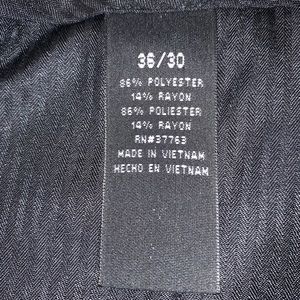 36/30
86% POLYESTER
14% RAYON
86% POLIESTER
14% RAYON
RN#37763
MADE IN VIETNAM
HECHO EN VIETNAM